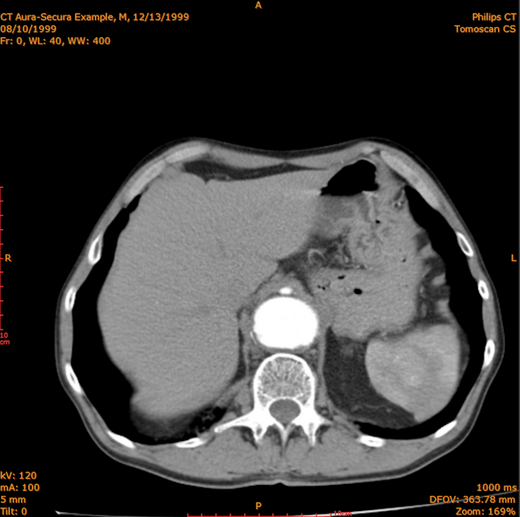 A
CT Aura-Secura Example, M, 12/13/1999
08/10/1999
Fr: 0, WL: 40, WW: 400
Philips CT
Tomoscan CS
R
L
10
cm
kV: 120
mA: 100
5 mm
Tilt: 0
P
10cm
1000 ms
DFOV: 363.78 mm
Zoom: 169%